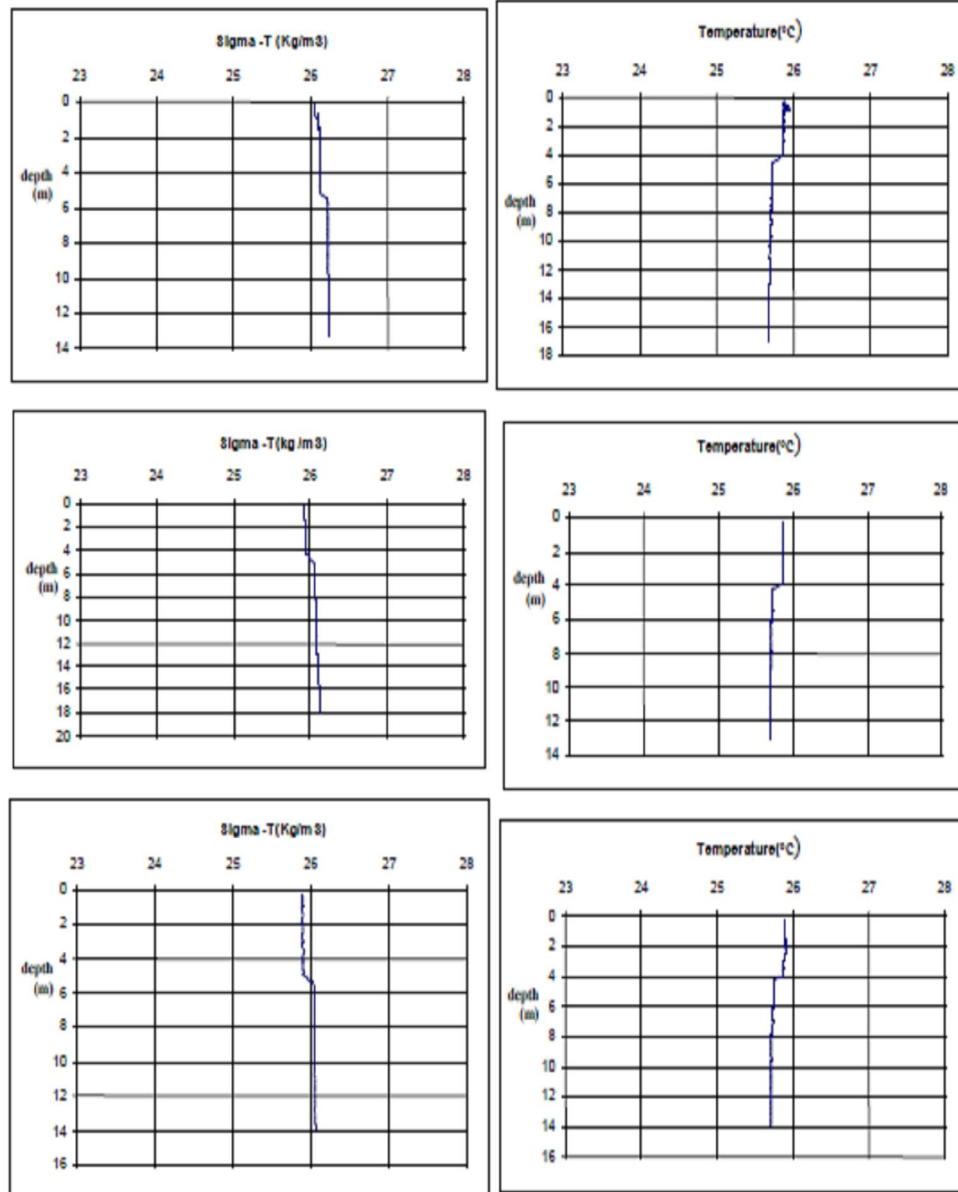 Sigma -T (Kg/m3)
23 24 25 26 27 28
0
2
4
depth
(m)
6
8
10
12
14
Temperature(°C)
23 24 25 26 27 28
0
2
4
6
depth
(m)
8
10
12
14
16
18
Sigma -T(kg /m3)
23 24 25 26 27 28
0
2
4
depth
(m)
6
8
10
12
14
16
18
20
Temperature(°C)
23 24 25 26 27 28
0
2
depth
(m)
4
6
8
10
12
14
Sigma -T(Kg/m3)
23 24 25 26 27 28
0
2
4
depth
(m)
6
8
10
12
14
16
Temperature(°C)
23 24 25 26 27 28
0
2
4
depth
(m)
6
8
10
12
14
16